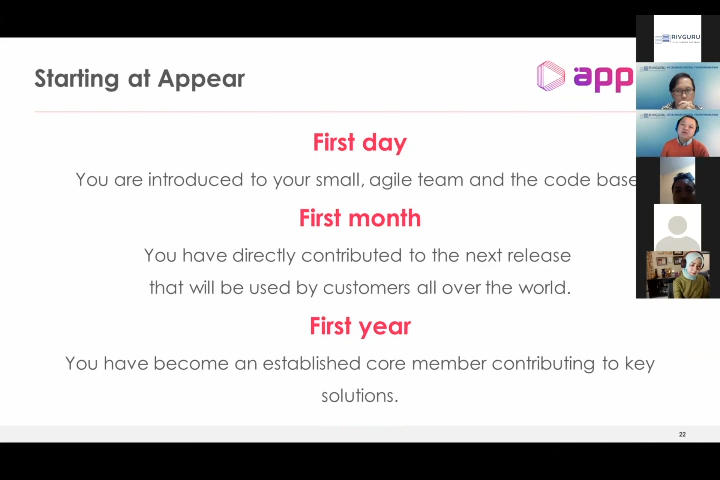 Starting at Appear
app
First day
You are introduced to your small, agile team and the code base
First month
You have directly contributed to the next release
that will be used by customers all over the world.
First year
You have become an established core member contributing to key
solutions.
22
RIVGURU